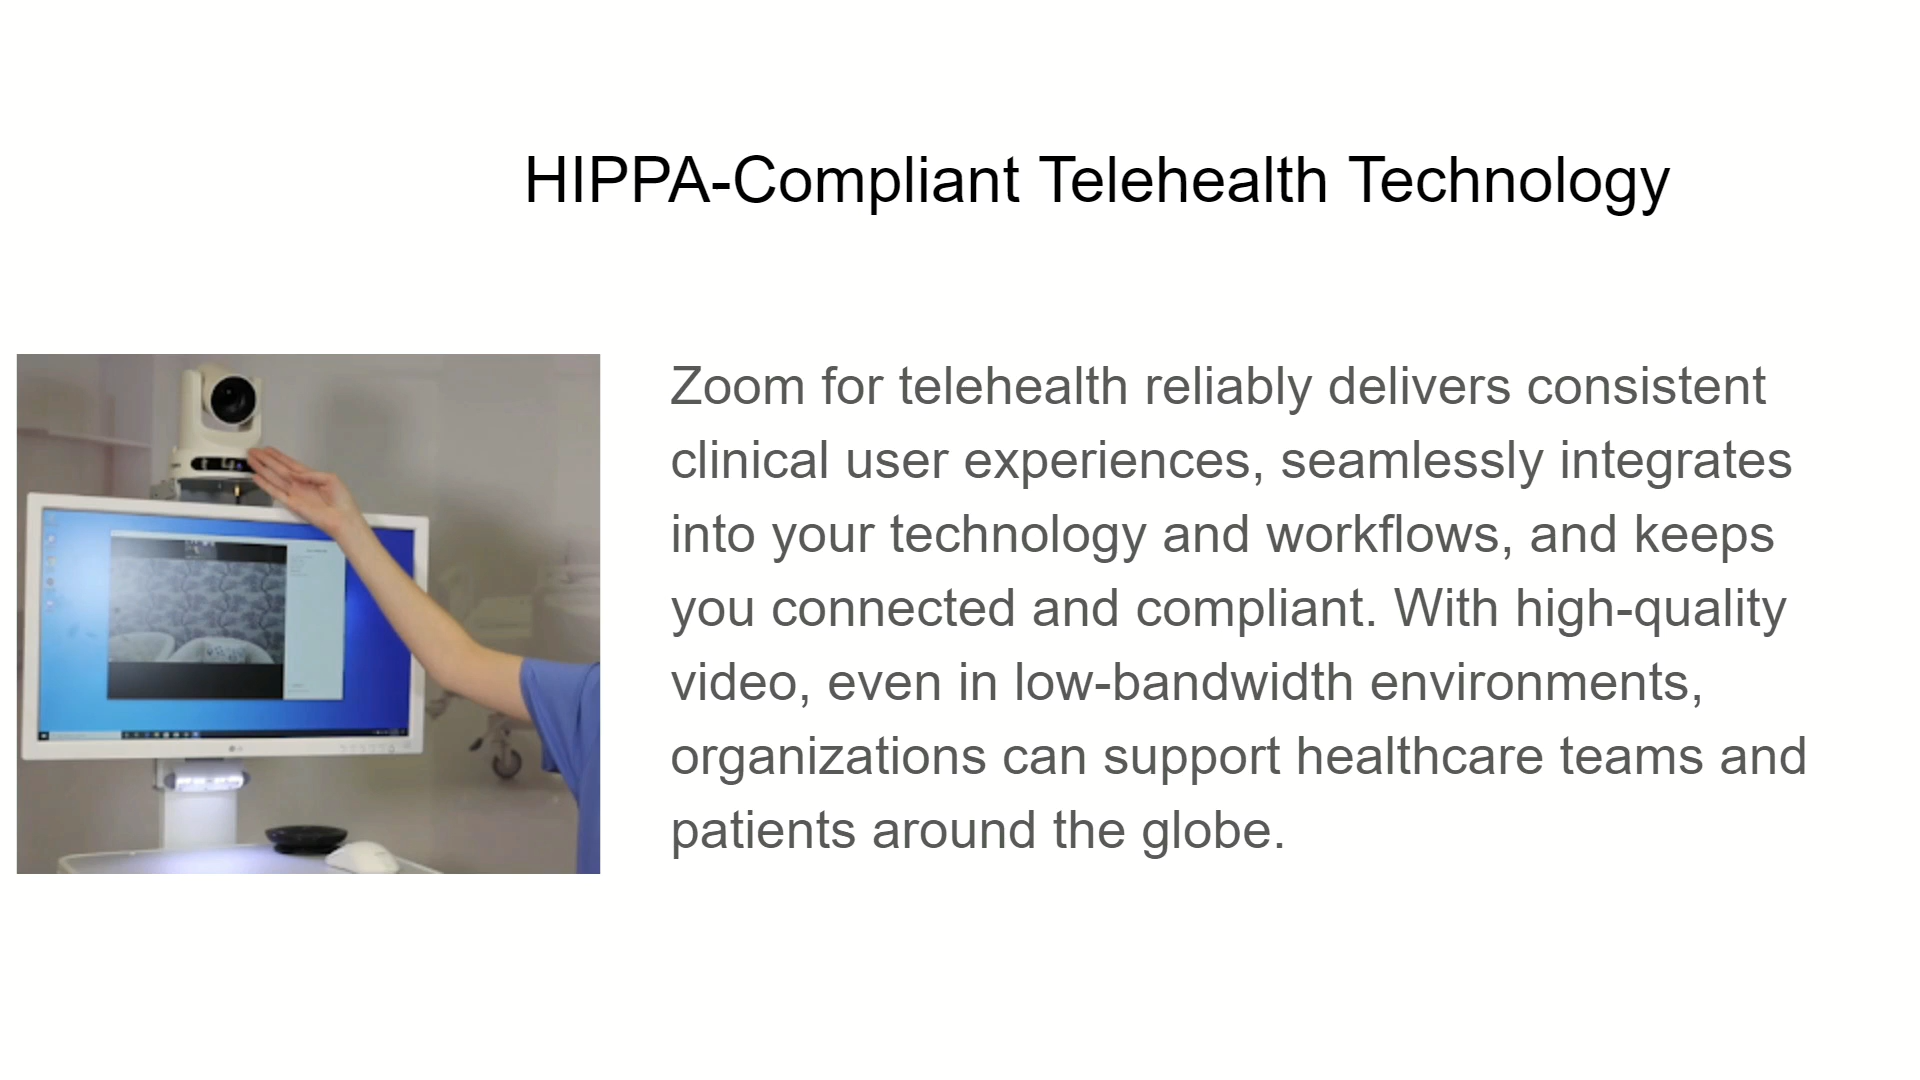 HIPPA-Compliant Telehealth Technology
Zoom for telehealth reliably delivers consistent
clinical user experiences, seamlessly integrates
into your technology and workflows, and keeps
you connected and compliant. With high-quality
video, even in low-bandwidth environments,
organizations can support healthcare teams and
patients around the globe.